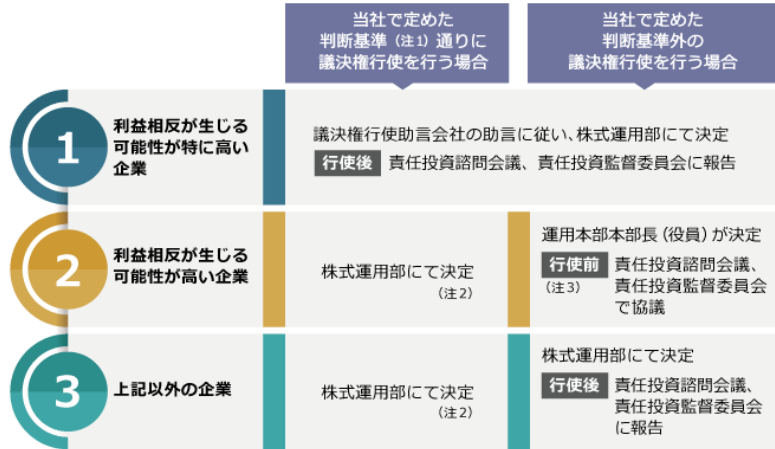 当社で定めた
判断基準（注1）通りに
議決権行使を行う場合
当社で定めた
判断基準外の
議決権行使を行う場合
1
利益相反が生じる
可能性が特に高い
企業
議決権行使助言会社の助言に従い、株式運用部にて決定
行使後 責任投資諮問会議、責任投資監督委員会に報告
2
利益相反が生じる
可能性が高い企業
株式運用部にて決定
（注2）
運用本部本部長（役員）が決定
行使前 責任投資諮問会議、
（注3） 責任投資監督委員会
で協議
3
上記以外の企業
株式運用部にて決定
（注2）
株式運用部にて決定
行使後 責任投資諮問会議、
責任投資監督委員会
に報告